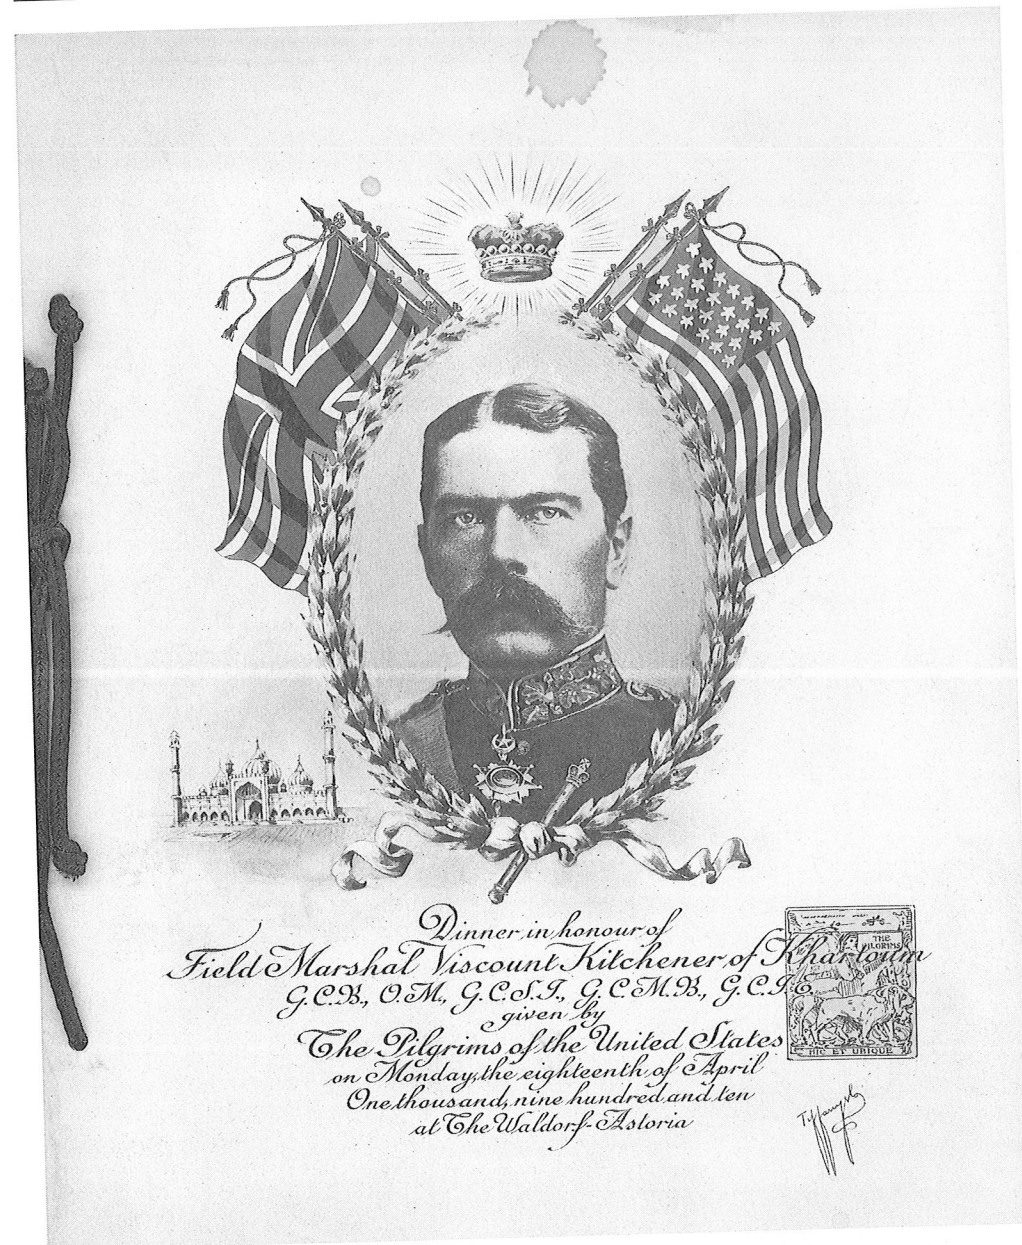 Dinner in honour of
Field Marshal Viscount Kitchener of Khartoum
G.C.B., O.M., G.C.S.I., G.C.M.B., G.C.I.E.
given by
The Pilgrims of the United States
on Monday, the eighteenth of April
One thousand, nine hundred and ten
at The Waldorf-Astoria
THE
PILGRIMS
HIC ET UBIQUE